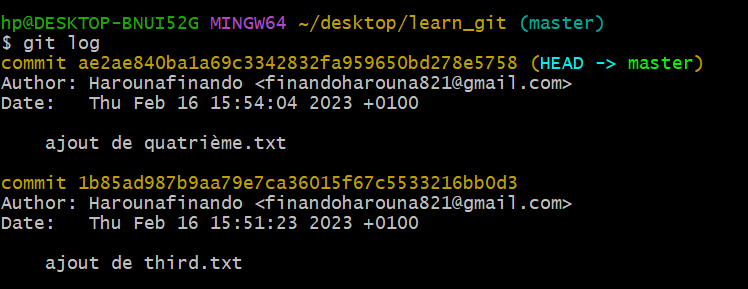 hp@DESKTOP-BNUI52G MINGW64 ~/desktop/learn_git (master)
$ git log
commit ae2ae840ba1a69c3342832fa959650bd278e5758 (HEAD -> master)
Author: Harounafinando <finandoharouna821@gmail.com>
Date:   Thu Feb 16 15:54:04 2023 +0100
    ajout de quatrième.txt
commit 1b85ad987b9aa79e7ca36015f67c5533216bb0d3
Author: Harounafinando <finandoharouna821@gmail.com>
Date:   Thu Feb 16 15:51:23 2023 +0100
    ajout de third.txt